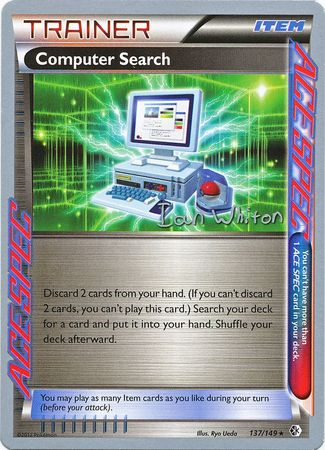 TRAINER
ITEM
Computer Search
ACE SPEC
You can't have more than
1 ACE SPEC card in your deck.
Ian Whiton
Discard 2 cards from your hand. (If you can't discard
2 cards, you can't play this card.) Search your deck
for a card and put it into your hand. Shuffle your
deck afterward.
ACE SPEC
You may play as many Item cards as you like during your turn
(before your attack).
©2012 Pokémon
Illus. Ryo Ueda
137/149 ★